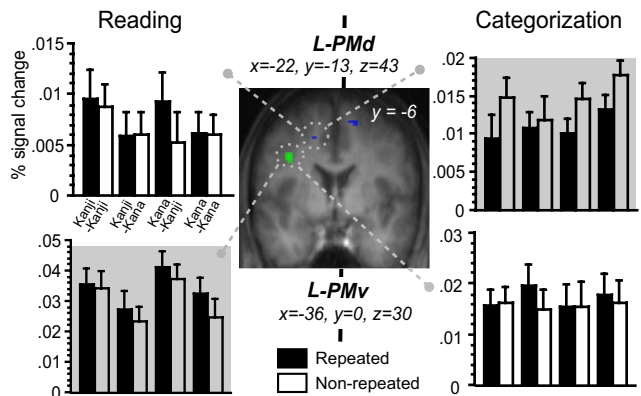 Reading
L-PMd
x=-22, y=-13, z=43
Categorization
% signal change
.015
.01
.005
0
Kanji
-Kanji
Kanji
-Kana
Kana
-Kanji
Kana
-Kana
y = -6
.02
.015
.01
.005
0
.05
.04
.03
.02
.01
0
L-PMv
x=-36, y=0, z=30
Repeated
Non-repeated
.03
.02
.01
0